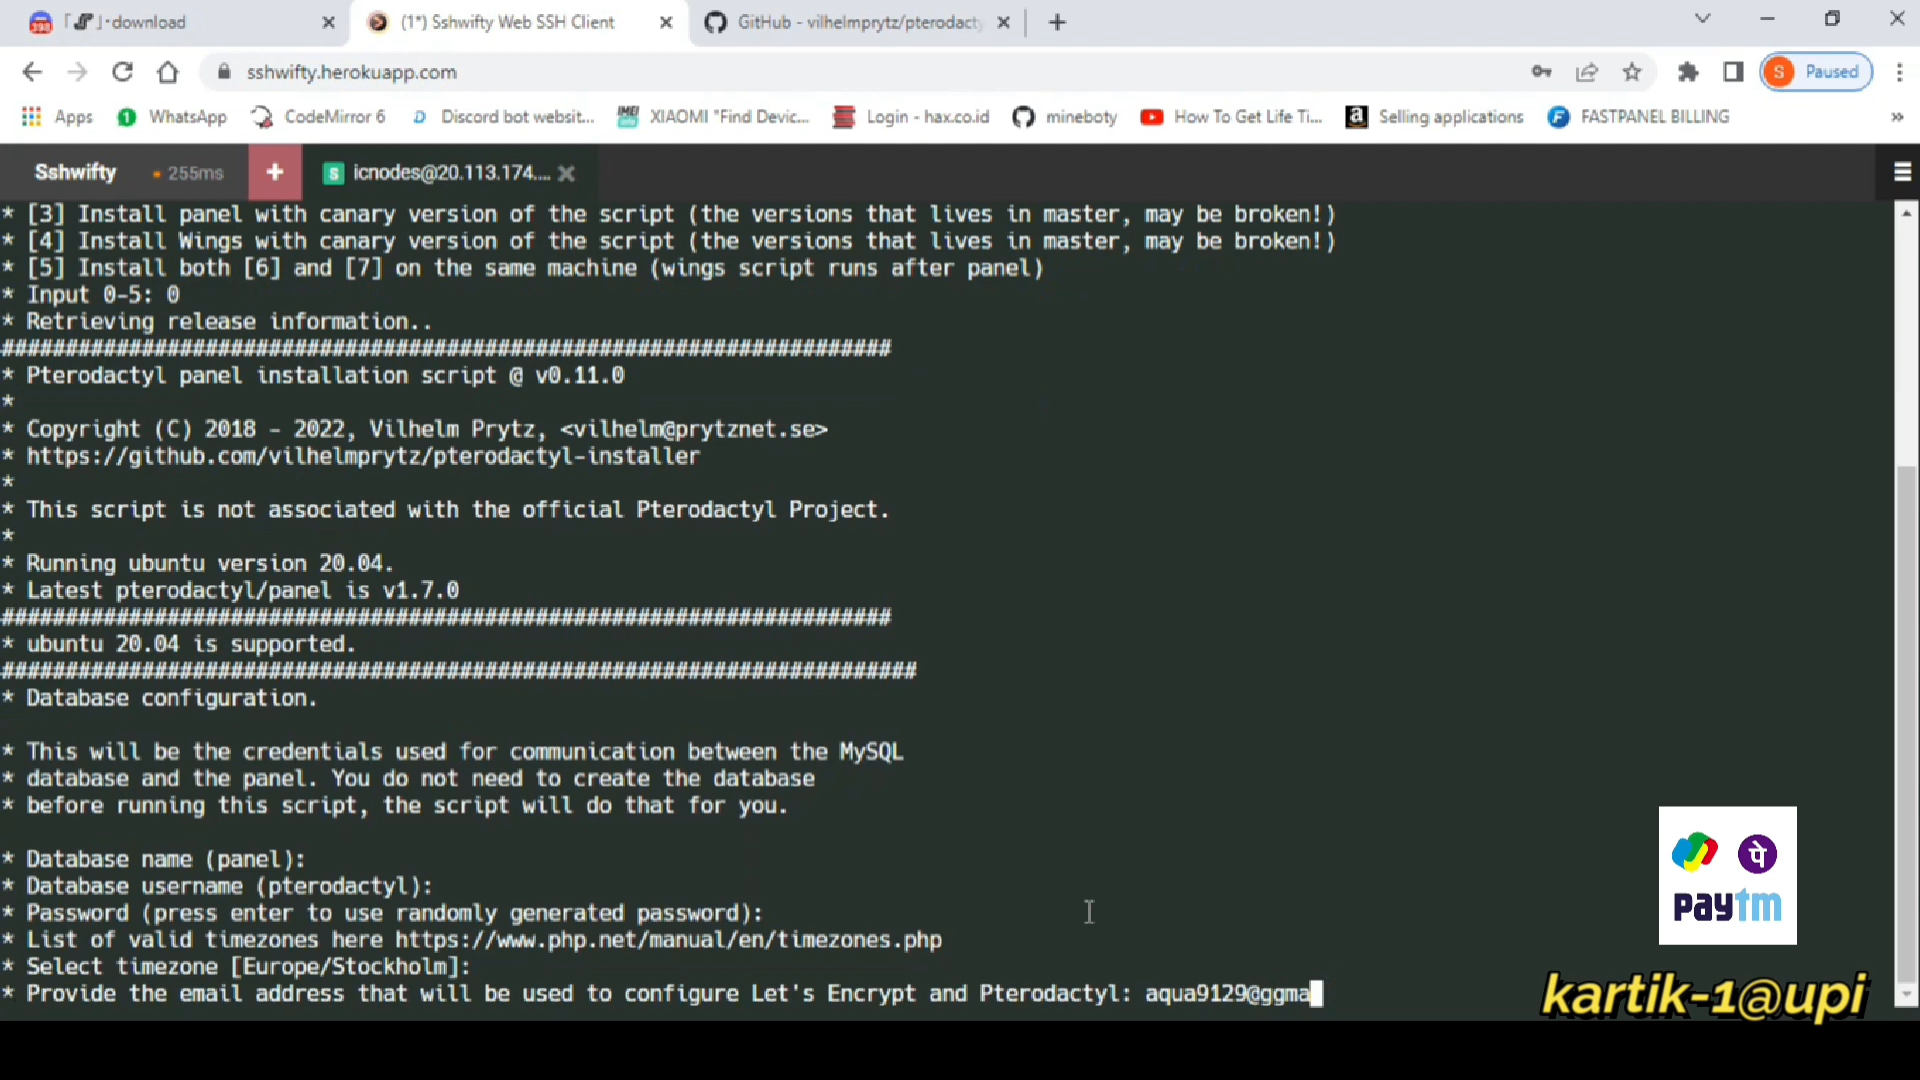 「🎢」· download
(1*) Sshwifty Web SSH Client
GitHub - vilhelmprytz/pterodacty
sshwifty.herokuapp.com
S Paused
Apps
WhatsApp
CodeMirror 6
Discord bot websit...
XIAOMI "Find Devic...
Login - hax.co.id
mineboty
How To Get Life Ti...
Selling applications
FASTPANEL BILLING
»
Sshwifty
255ms
+
S icnodes@20.113.174....
* [3] Install panel with canary version of the script (the versions that lives in master, may be broken!)
* [4] Install Wings with canary version of the script (the versions that lives in master, may be broken!)
* [5] Install both [6] and [7] on the same machine (wings script runs after panel)
* Input 0-5: 0
* Retrieving release information..
######################################################################
* Pterodactyl panel installation script @ v0.11.0
*
* Copyright (C) 2018 - 2022, Vilhelm Prytz, <vilhelm@prytznet.se>
* https://github.com/vilhelmprytz/pterodactyl-installer
*
* This script is not associated with the official Pterodactyl Project.
*
* Running ubuntu version 20.04.
* Latest pterodactyl/panel is v1.7.0
######################################################################
* ubuntu 20.04 is supported.
########################################################################
* Database configuration.
* This will be the credentials used for communication between the MySQL
* database and the panel. You do not need to create the database
* before running this script, the script will do that for you.
* Database name (panel):
* Database username (pterodactyl):
* Password (press enter to use randomly generated password):
* List of valid timezones here https://www.php.net/manual/en/timezones.php
* Select timezone [Europe/Stockholm]:
* Provide the email address that will be used to configure Let's Encrypt and Pterodactyl: aqua9129@ggma
पे
paytm
kartik-1@upi